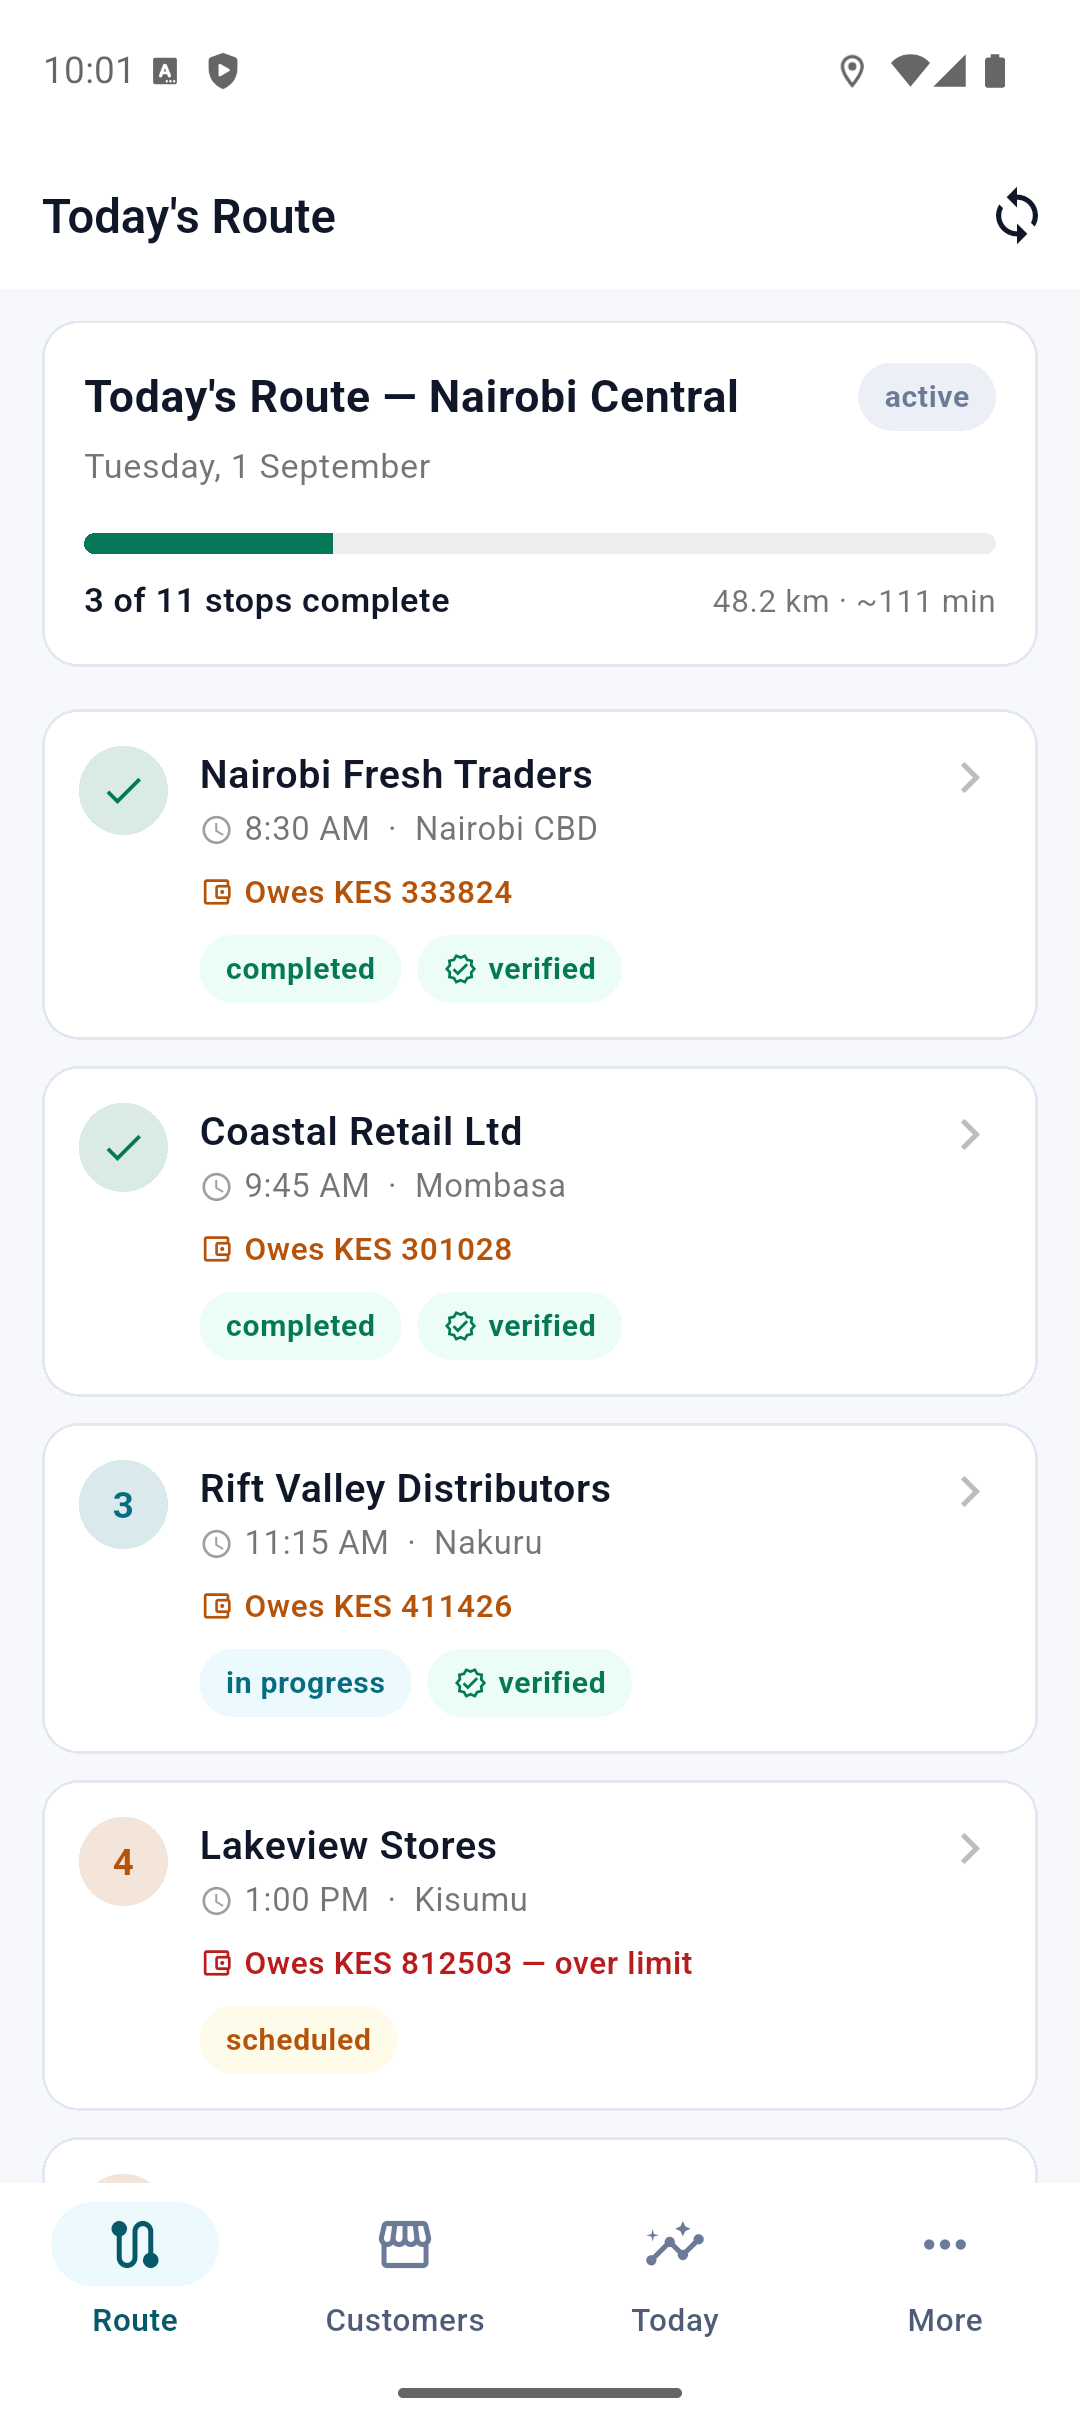 10:01
Today's Route
Today's Route — Nairobi Central
active
Tuesday, 1 September
3 of 11 stops complete
48.2 km · ~111 min
Nairobi Fresh Traders
8:30 AM · Nairobi CBD
Owes KES 333824
completed
verified
Coastal Retail Ltd
9:45 AM · Mombasa
Owes KES 301028
completed
verified
3
Rift Valley Distributors
11:15 AM · Nakuru
Owes KES 411426
in progress
verified
4
Lakeview Stores
1:00 PM · Kisumu
Owes KES 812503 — over limit
scheduled
Route
Customers
Today
More